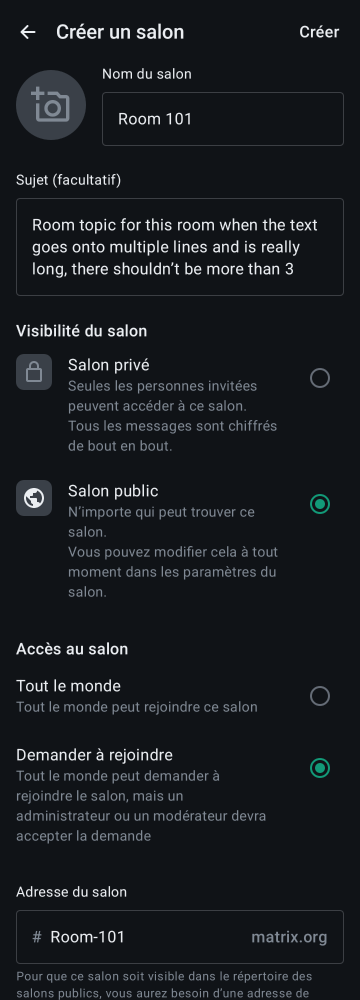 Créer un salon
Créer
Nom du salon
Room 101
Sujet (facultatif)
Room topic for this room when the text
goes onto multiple lines and is really
long, there shouldn’t be more than 3
Visibilité du salon
Salon privé
Seules les personnes invitées
peuvent accéder à ce salon.
Tous les messages sont chiffrés
de bout en bout.
Salon public
N’importe qui peut trouver ce
salon.
Vous pouvez modifier cela à tout
moment dans les paramètres du
salon.
Accès au salon
Tout le monde
Tout le monde peut rejoindre ce salon
Demander à rejoindre
Tout le monde peut demander à
rejoindre le salon, mais un
administrateur ou un modérateur devra
accepter la demande
Adresse du salon
# Room-101 matrix.org
Pour que ce salon soit visible dans le répertoire des
salons publics, vous aurez besoin d’une adresse de